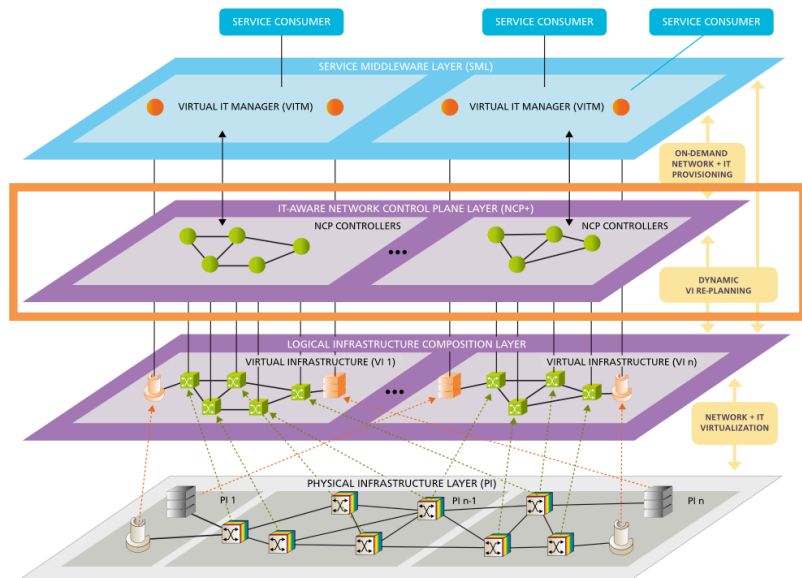 SERVICE CONSUMER
SERVICE CONSUMER
SERVICE CONSUMER
SERVICE MIDDLEWARE LAYER (SML)
VIRTUAL IT MANAGER (VITM)
VIRTUAL IT MANAGER (VITM)
ON-DEMAND
NETWORK + IT
PROVISIONING
IT-AWARE NETWORK CONTROL PLANE LAYER (NCP+)
NCP CONTROLLERS
NCP CONTROLLERS
DYNAMIC
VI RE-PLANNING
LOGICAL INFRASTRUCTURE COMPOSITION LAYER
VIRTUAL INFRASTRUCTURE (VI 1)
VIRTUAL INFRASTRUCTURE (VI n)
NETWORK + IT
VIRTUALIZATION
PHYSICAL INFRASTRUCTURE LAYER (PI)
PI 1
PI n-1
PI n